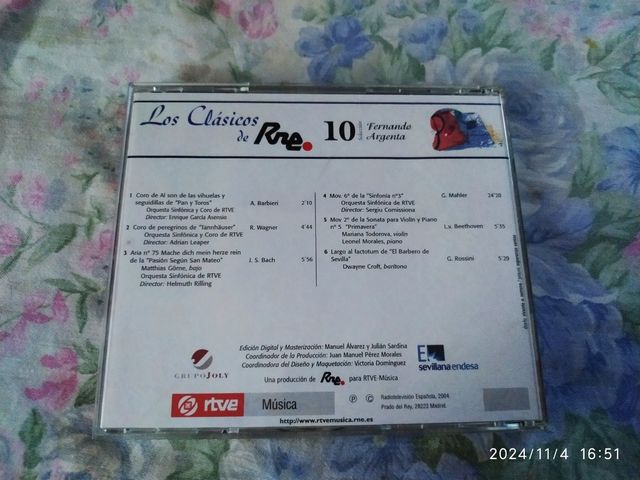 Los Clásicos
de Rne.
10
Selección
Fernando
Argenta
1 Coro de Al son de las vihuelas y
seguidillas de "Pan y Toros" A. Barbieri 2'10
Orquesta Sinfónica y Coro de RTVE
Director: Enrique García Asensio
2 Coro de peregrinos de "Tannhäuser" R. Wagner 4'44
Orquesta Sinfónica y Coro de RTVE
Director: Adrian Leaper
3 Aria nº 75 Mache dich mein herze rein
de la "Pasión Según San Mateo" J. S. Bach 5'56
Matthias Görne, bajo
Orquesta Sinfónica de RTVE
Director: Helmuth Rilling
4 Mov. 6º de la "Sinfonía nº3" G. Mahler 24'20
Orquesta Sinfónica de RTVE
Director: Sergiu Comissiona
5 Mov 2º de la Sonata para Violín y Piano
nº 5 "Primavera" L.v. Beethoven 5'35
Mariana Todorova, violín
Leonel Morales, piano
6 Largo al factotum de "El Barbero de
Sevilla" G. Rossini 5'29
Dwayne Croft, barítono
Edición Digital y Masterización: Manuel Álvarez y Julián Sardina
Coordinador de la Producción: Juan Manuel Pérez Morales
Coordinadora del Diseño y Maquetación: Victoria Domínguez
GRUPO JOLY
sevillana endesa
Una producción de Rne. para RTVE-Música
rtve Música
℗ © Radiotelevisión Española, 2004.
Prado del Rey, 28223 Madrid.
http://www.rtvemusica.rne.es
2024/11/4 16:51